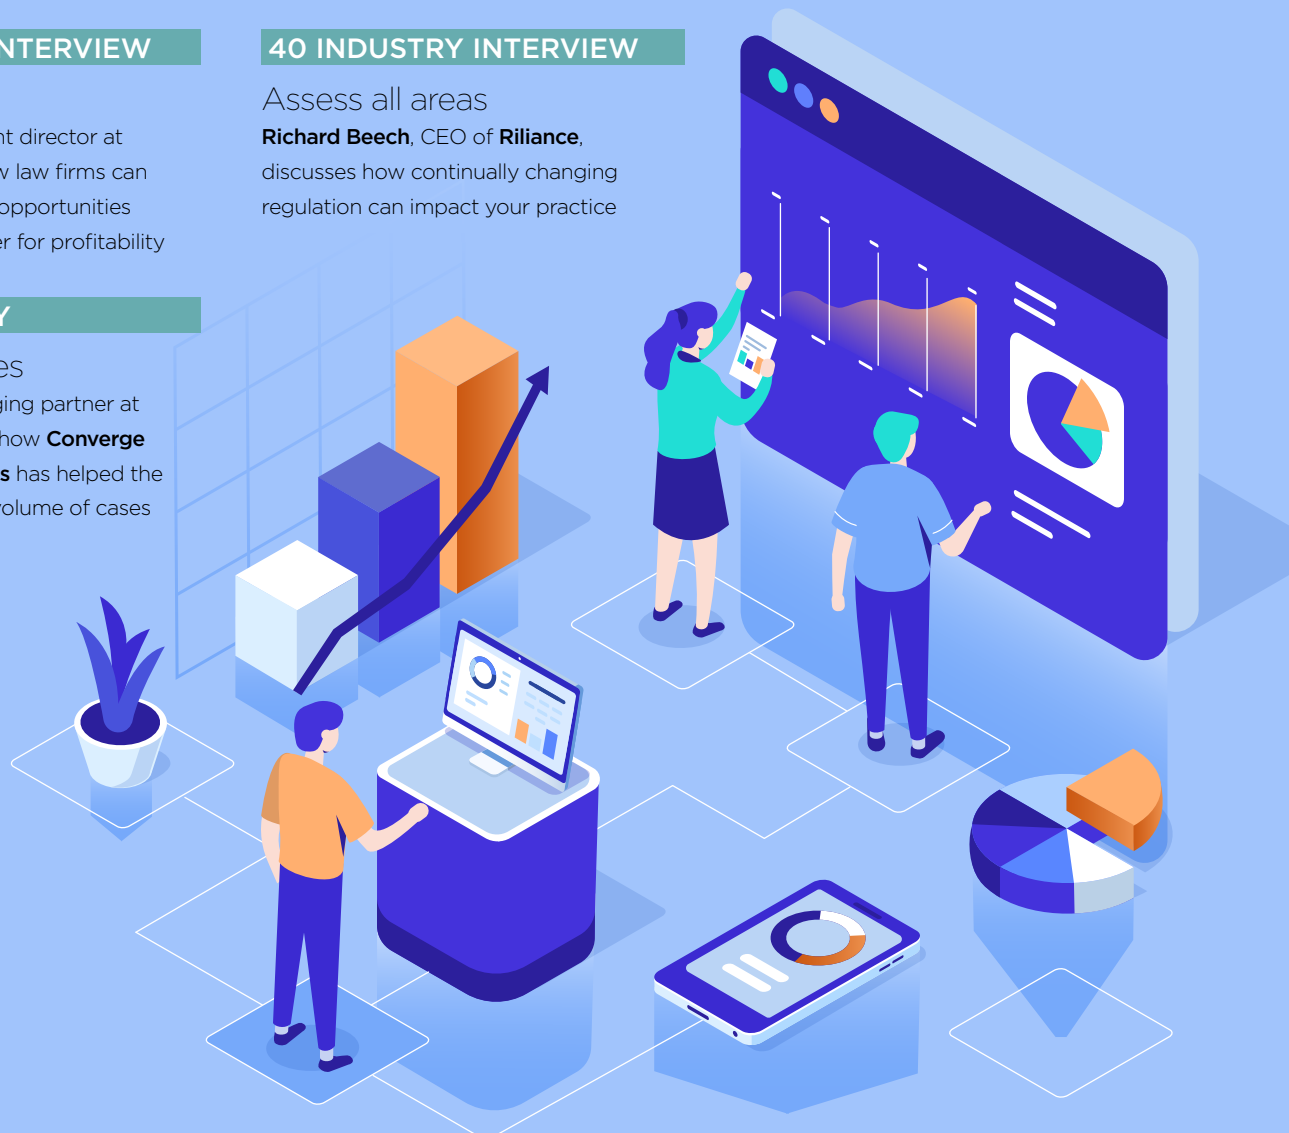 NTERVIEW
nt director at
w law firms can
opportunities
er for profitability
Y
es
ging partner at
how Converge
s has helped the
volume of cases
40 INDUSTRY INTERVIEW
Assess all areas
Richard Beech, CEO of Riliance,
discusses how continually changing
regulation can impact your practice